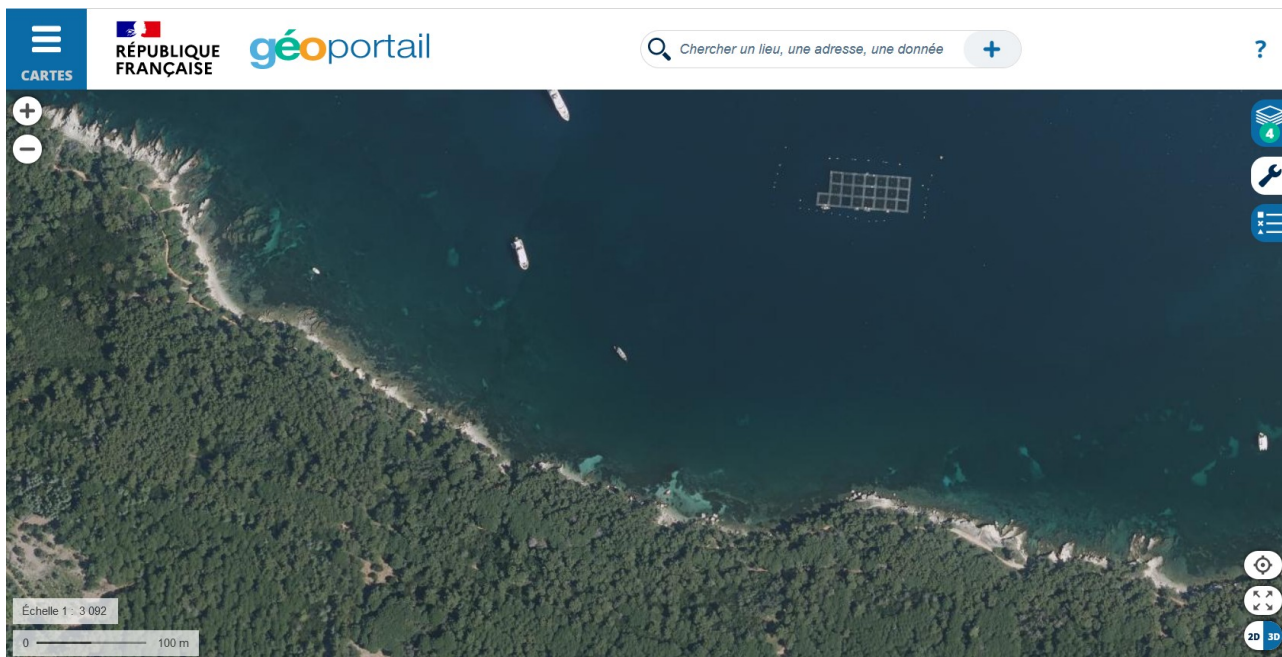 CARTES
RÉPUBLIQUE
FRANÇAISE
géoportail
Chercher un lieu, une adresse, une donnée
+
?
+
−
4
Échelle 1 : 3 092
0 100 m
2D 3D